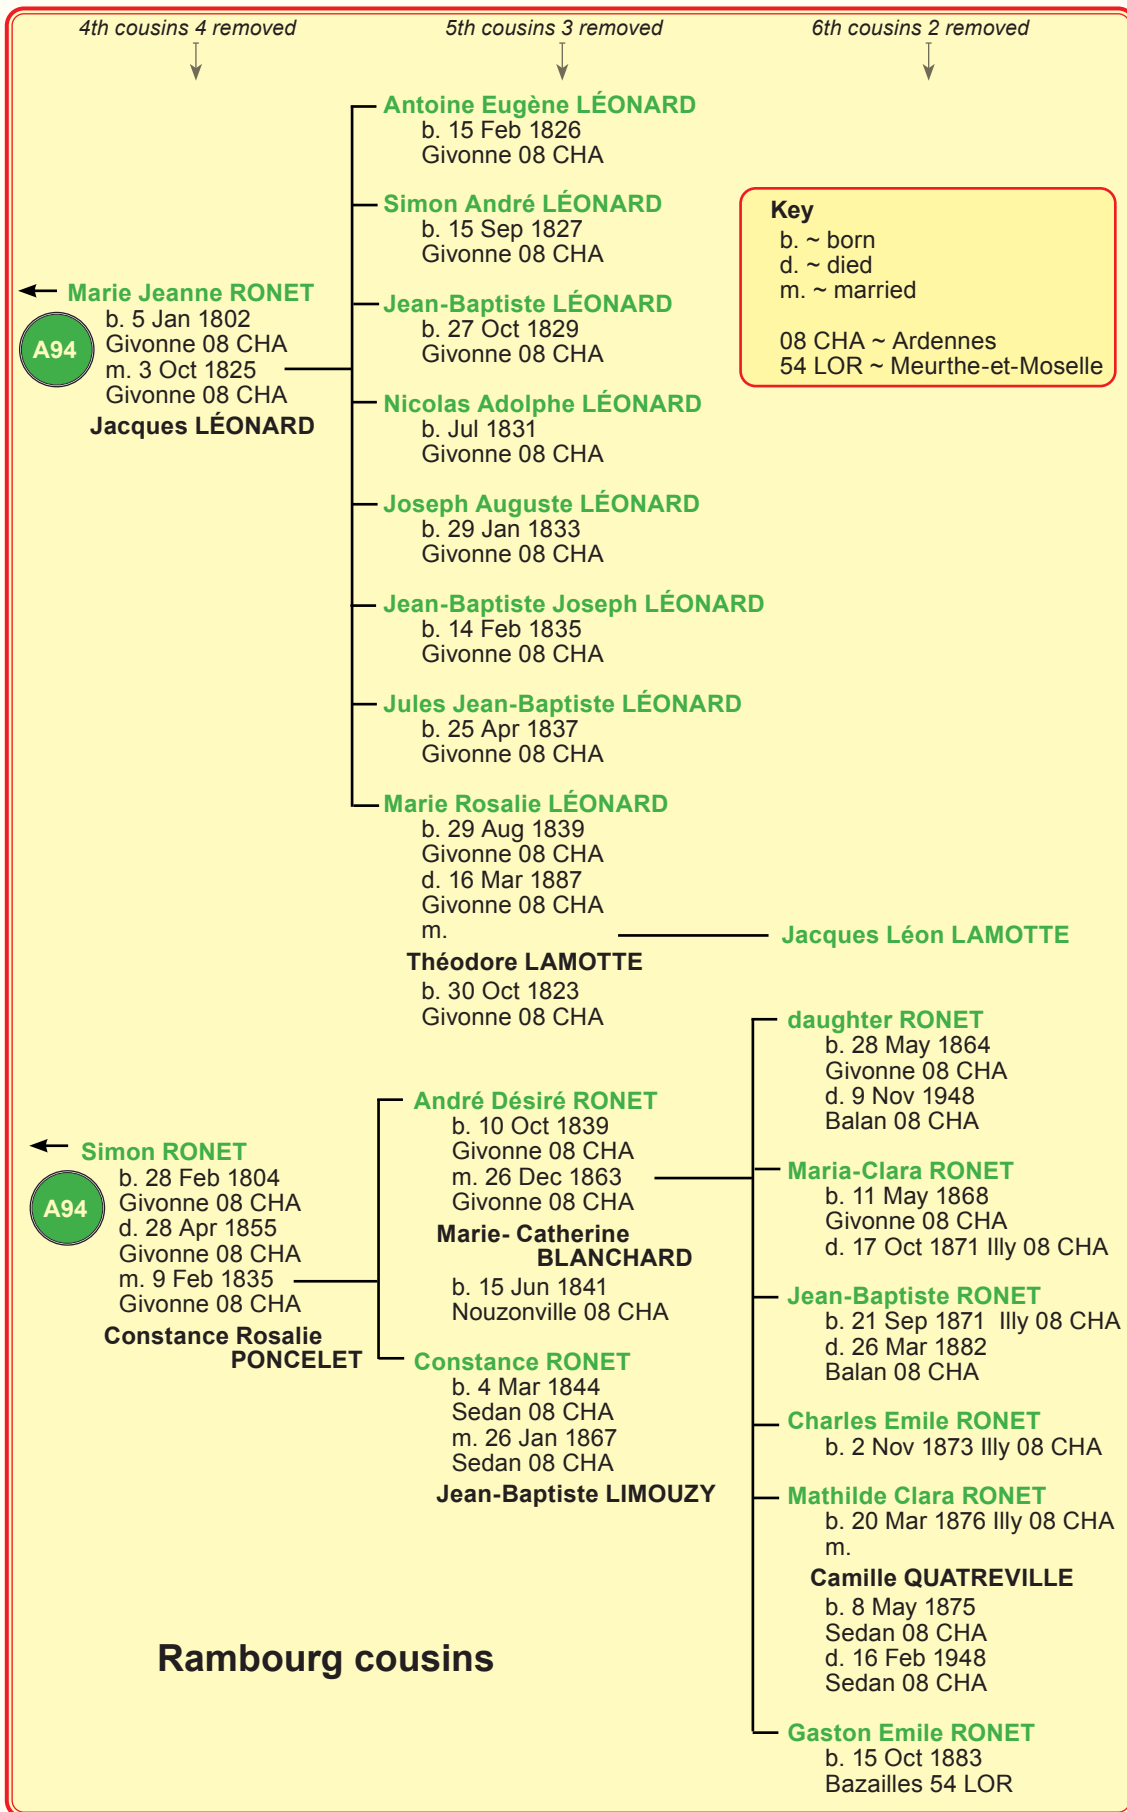 4th cousins 4 removed
5th cousins 3 removed
6th cousins 2 removed
Marie Jeanne RONET
A94
b. 5 Jan 1802
Givonne 08 CHA
m. 3 Oct 1825
Givonne 08 CHA
Jacques LÉONARD
Antoine Eugène LÉONARD
b. 15 Feb 1826
Givonne 08 CHA
Simon André LÉONARD
b. 15 Sep 1827
Givonne 08 CHA
Jean-Baptiste LÉONARD
b. 27 Oct 1829
Givonne 08 CHA
Nicolas Adolphe LÉONARD
b. Jul 1831
Givonne 08 CHA
Joseph Auguste LÉONARD
b. 29 Jan 1833
Givonne 08 CHA
Jean-Baptiste Joseph LÉONARD
b. 14 Feb 1835
Givonne 08 CHA
Jules Jean-Baptiste LÉONARD
b. 25 Apr 1837
Givonne 08 CHA
Marie Rosalie LÉONARD
b. 29 Aug 1839
Givonne 08 CHA
d. 16 Mar 1887
Givonne 08 CHA
m.
Théodore LAMOTTE
b. 30 Oct 1823
Givonne 08 CHA
Key
b. ~ born
d. ~ died
m. ~ married
08 CHA ~ Ardennes
54 LOR ~ Meurthe-et-Moselle
Jacques Léon LAMOTTE
Simon RONET
A94
b. 28 Feb 1804
Givonne 08 CHA
d. 28 Apr 1855
Givonne 08 CHA
m. 9 Feb 1835
Givonne 08 CHA
Constance Rosalie
PONCELET
André Désiré RONET
b. 10 Oct 1839
Givonne 08 CHA
m. 26 Dec 1863
Givonne 08 CHA
Marie- Catherine
BLANCHARD
b. 15 Jun 1841
Nouzonville 08 CHA
Constance RONET
b. 4 Mar 1844
Sedan 08 CHA
m. 26 Jan 1867
Sedan 08 CHA
Jean-Baptiste LIMOUZY
daughter RONET
b. 28 May 1864
Givonne 08 CHA
d. 9 Nov 1948
Balan 08 CHA
Maria-Clara RONET
b. 11 May 1868
Givonne 08 CHA
d. 17 Oct 1871 Illy 08 CHA
Jean-Baptiste RONET
b. 21 Sep 1871 Illy 08 CHA
d. 26 Mar 1882
Balan 08 CHA
Charles Emile RONET
b. 2 Nov 1873 Illy 08 CHA
Mathilde Clara RONET
b. 20 Mar 1876 Illy 08 CHA
m.
Camille QUATREVILLE
b. 8 May 1875
Sedan 08 CHA
d. 16 Feb 1948
Sedan 08 CHA
Gaston Emile RONET
b. 15 Oct 1883
Bazailles 54 LOR
Rambourg cousins